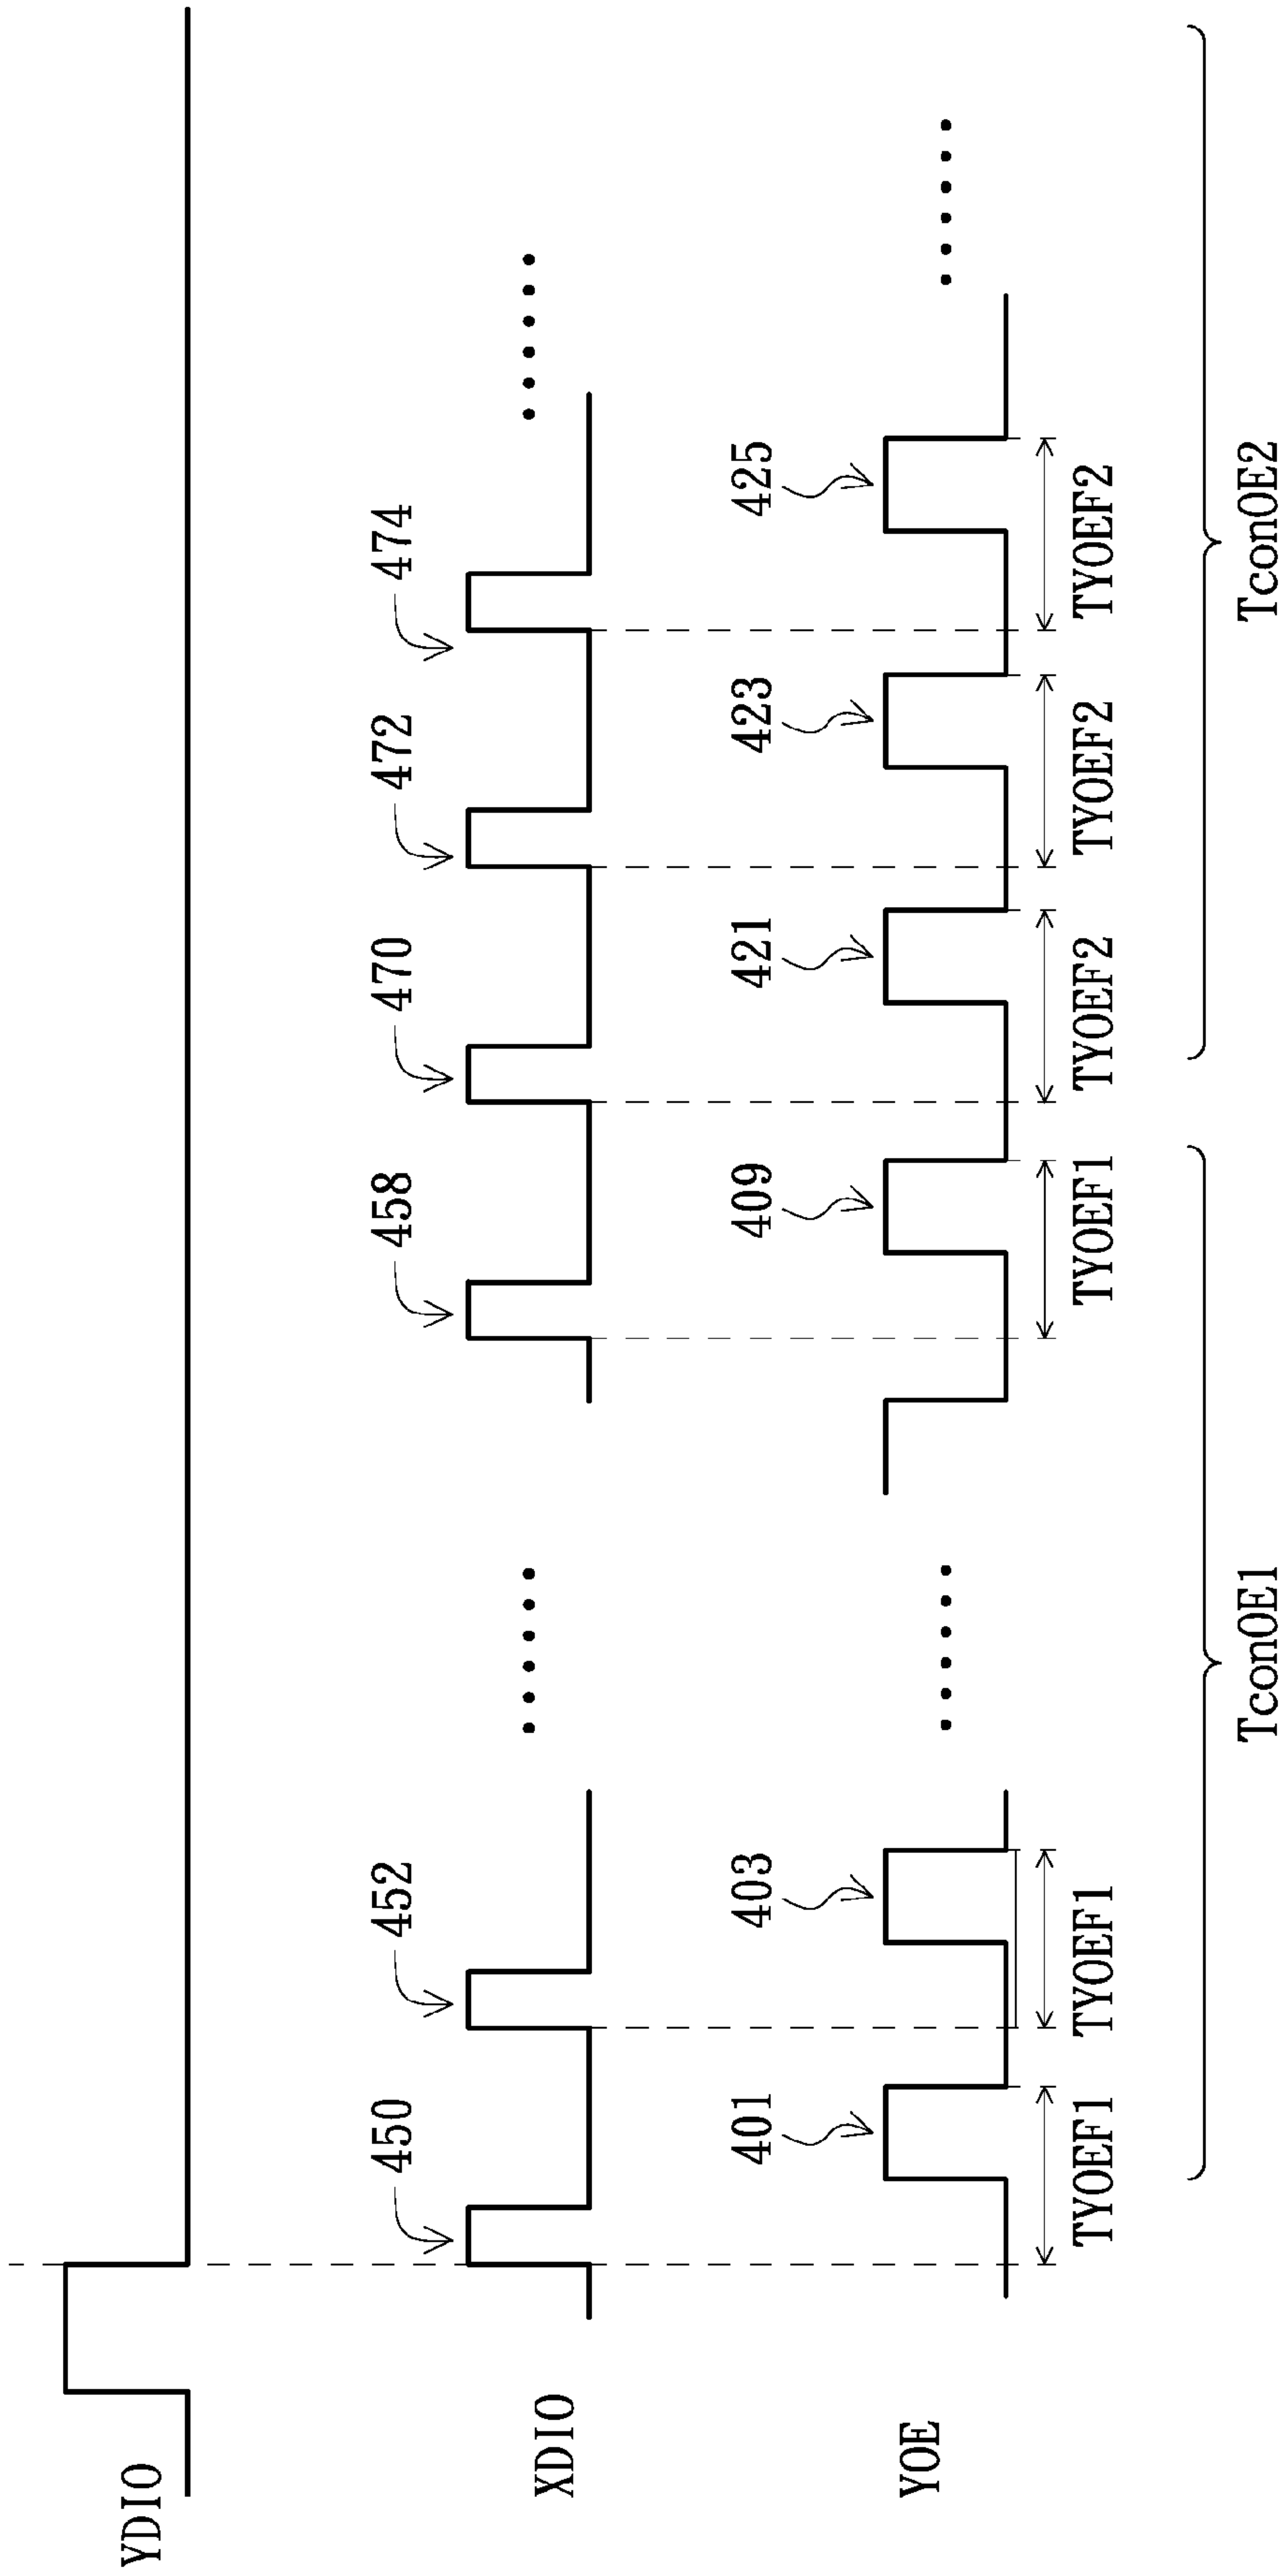 YDIO
XDIO
450
452
458
470
472
474
YOE
401
403
409
421
423
425
TYOEF1
TYOEF1
TYOEF1
TYOEF2
TYOEF2
TYOEF2
TconOE1
TconOE2